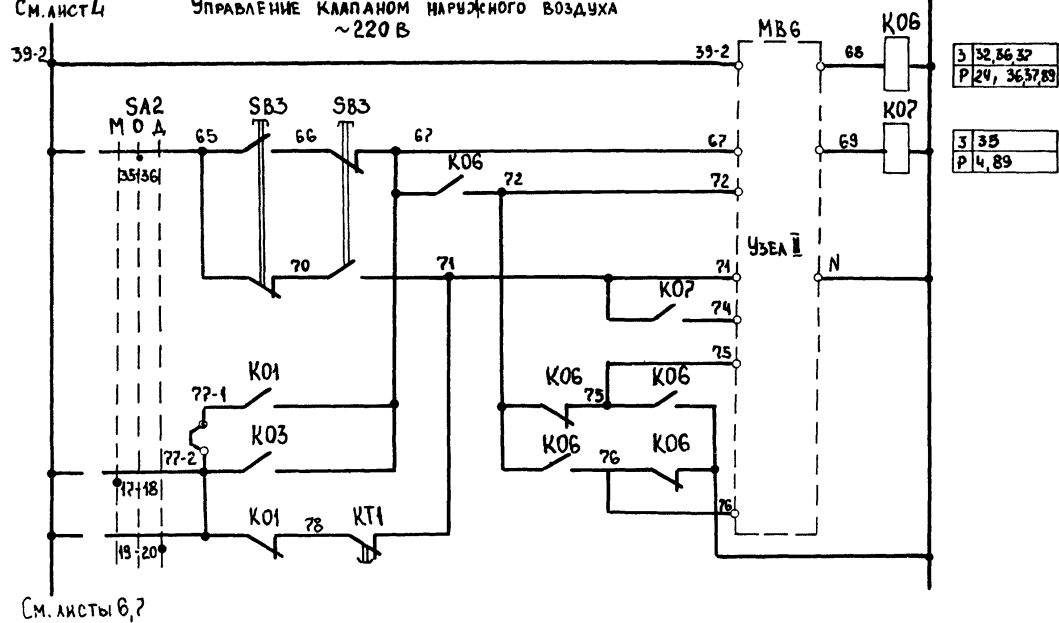 См. лист 4
Управление клапаном наружного воздуха
~220 В
39-2
39-2
МВ6
68
К06
З 32,36,37
Р 24, 36,37,89
SA2
М О Д
65
SB3
66
SB3
67
67
69
К07
З 35
Р 4,89
35 36
К06
72
72
70
71
Узел II
71
N
К07
74
75
77-1
К01
К06
75
К06
77-2
К03
К06
76
К06
17-18
К01
78
КТ1
76
19-20
См. листы 6,7